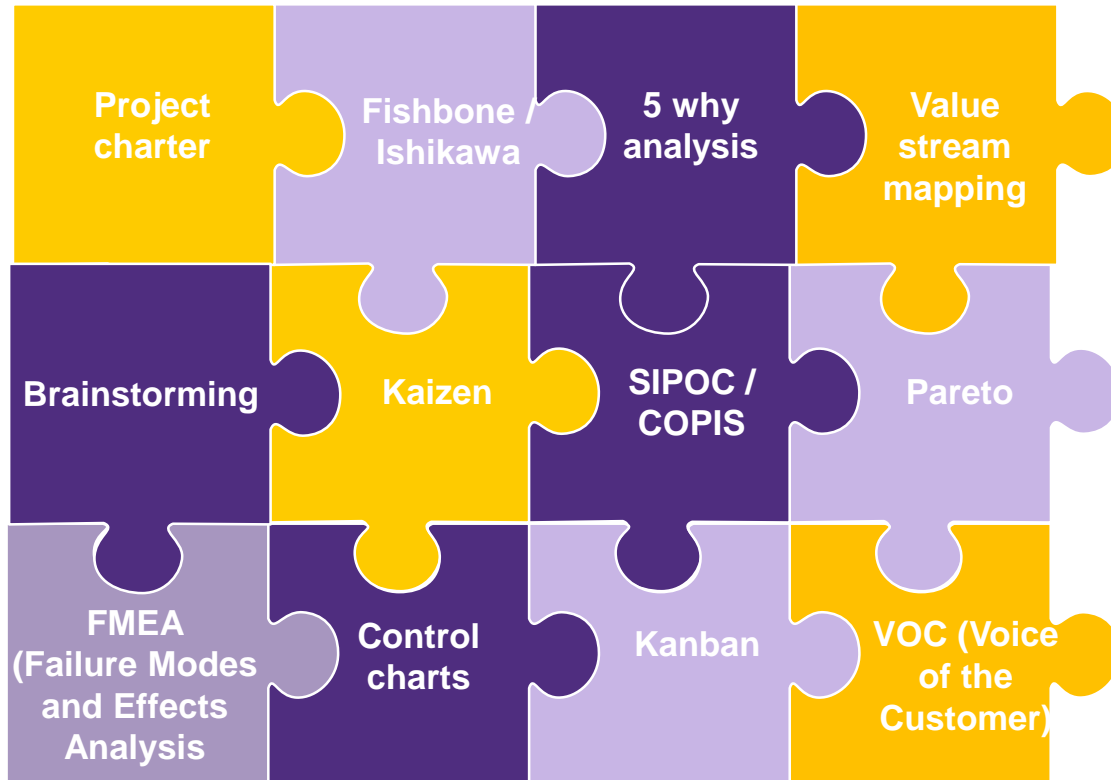 Project
charter
Fishbone /
Ishikawa
5 why
analysis
Value
stream
mapping
Brainstorming
Kaizen
SIPOC /
COPIS
Pareto
FMEA
(Failure Modes
and Effects
Analysis
Control
charts
Kanban
VOC (Voice
of the
Customer)